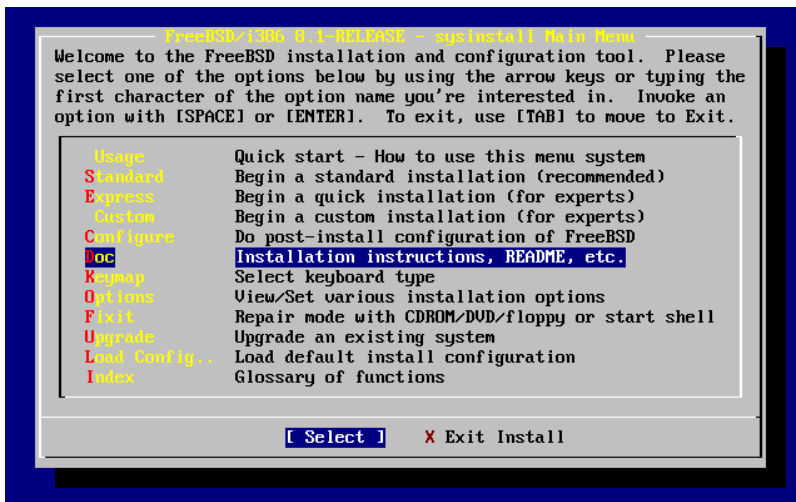 FreeBSD/i386 8.1-RELEASE - sysinstall Main Menu
Welcome to the FreeBSD installation and configuration tool.  Please
select one of the options below by using the arrow keys or typing the
first character of the option name you're interested in.  Invoke an
option with [SPACE] or [ENTER].  To exit, use [TAB] to move to Exit.
Usage Quick start - How to use this menu system
Standard Begin a standard installation (recommended)
Express Begin a quick installation (for experts)
Custom Begin a custom installation (for experts)
Configure Do post-install configuration of FreeBSD
Doc Installation instructions, README, etc.
Keymap Select keyboard type
Options View/Set various installation options
Fixit Repair mode with CDROM/DVD/floppy or start shell
Upgrade Upgrade an existing system
Load Config.. Load default install configuration
Index Glossary of functions
[ Select ] X Exit Install